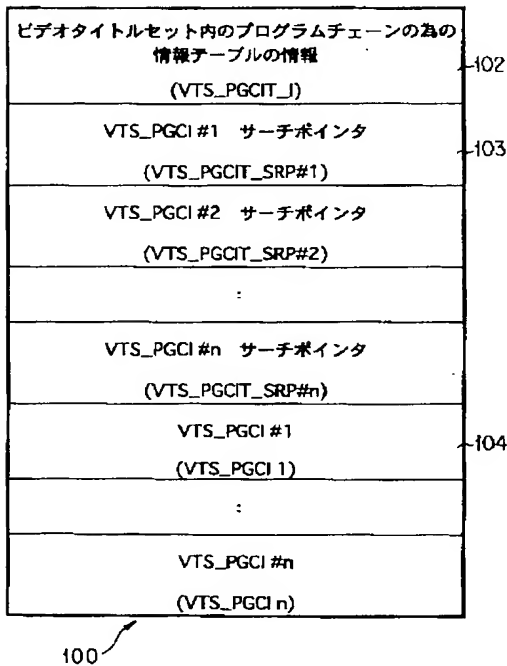 ビデオタイトルセット内のプログラムチェーンの為の
情報テーブルの情報
(VTS_PGCIT_I)
102
VTS_PGCI #1 サーチポインタ
(VTS_PGCIT_SRP#1)
103
VTS_PGCI #2 サーチポインタ
(VTS_PGCIT_SRP#2)
:
VTS_PGCI #n サーチポインタ
(VTS_PGCIT_SRP#n)
VTS_PGCI #1
(VTS_PGCI 1)
104
:
VTS_PGCI #n
(VTS_PGCI n)
100